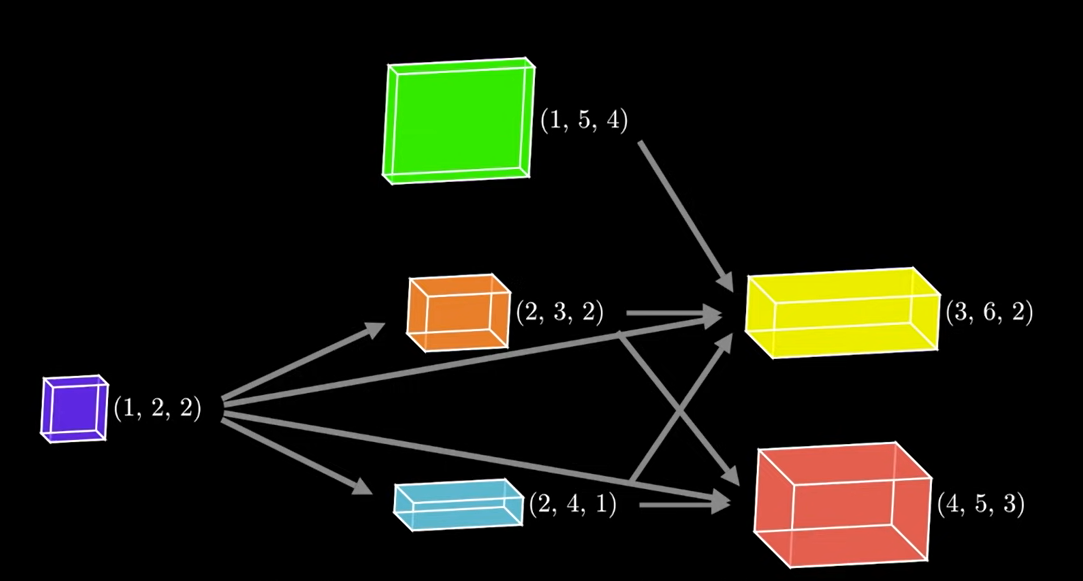 (1, 5, 4)
(2, 3, 2)
(3, 6, 2)
(1, 2, 2)
(2, 4, 1)
(4, 5, 3)